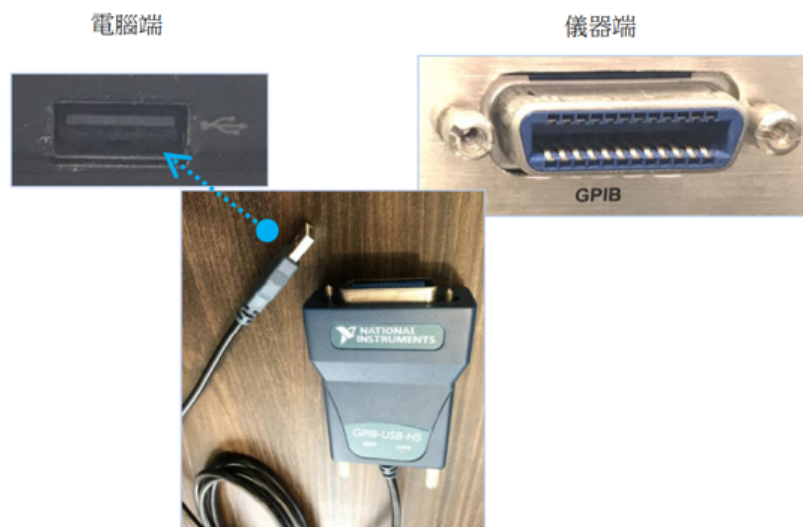 電腦端
儀器端
GPIB
NATIONAL
INSTRUMENTS
GPIB-USB-HS